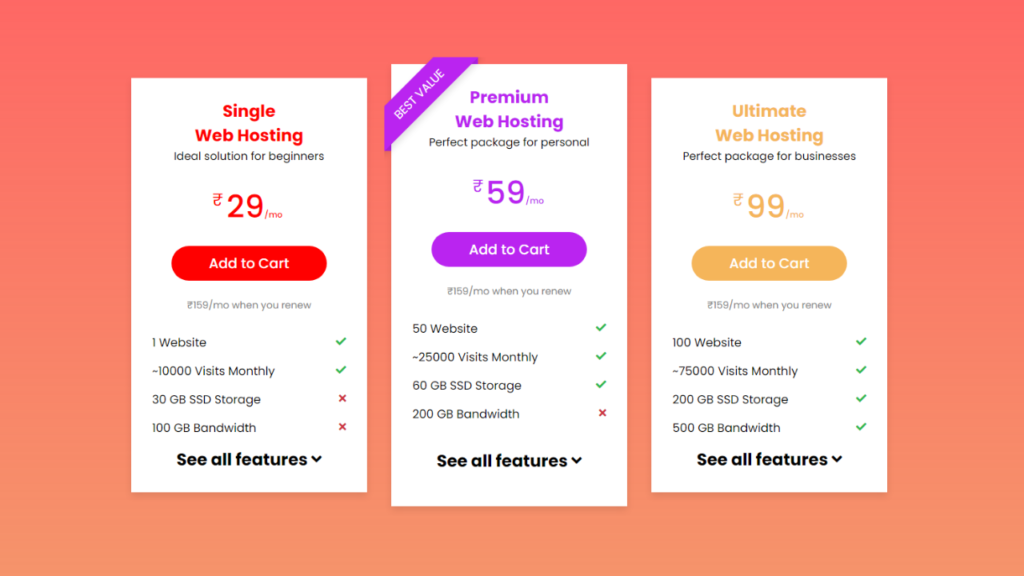 Single
Web Hosting
Ideal solution for beginners
₹29/mo
Add to Cart
₹159/mo when you renew
1 Website
~10000 Visits Monthly
30 GB SSD Storage
100 GB Bandwidth
See all features
BEST VALUE
Premium
Web Hosting
Perfect package for personal
₹59/mo
Add to Cart
₹159/mo when you renew
50 Website
~25000 Visits Monthly
60 GB SSD Storage
200 GB Bandwidth
See all features
Ultimate
Web Hosting
Perfect package for businesses
₹99/mo
Add to Cart
₹159/mo when you renew
100 Website
~75000 Visits Monthly
200 GB SSD Storage
500 GB Bandwidth
See all features